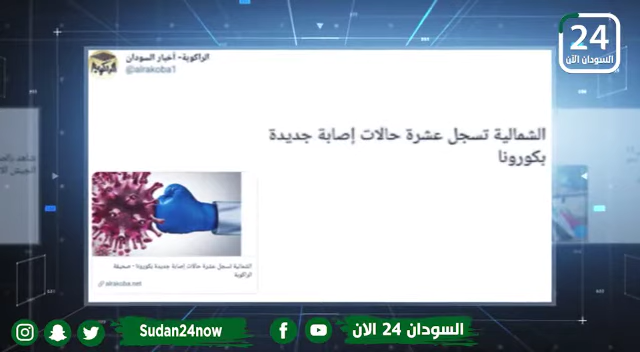 24
السودان الآن
الراكوبة- أخبار السودان
@alrakoba1
الشمالية تسجل عشرة حالات إصابة جديدة
بكورونا
الشمالية تسجل عشرة حالات إصابة جديدة بكورونا - صحيفة
الراكوبة
alrakoba.net
Sudan24now
السودان 24 الان